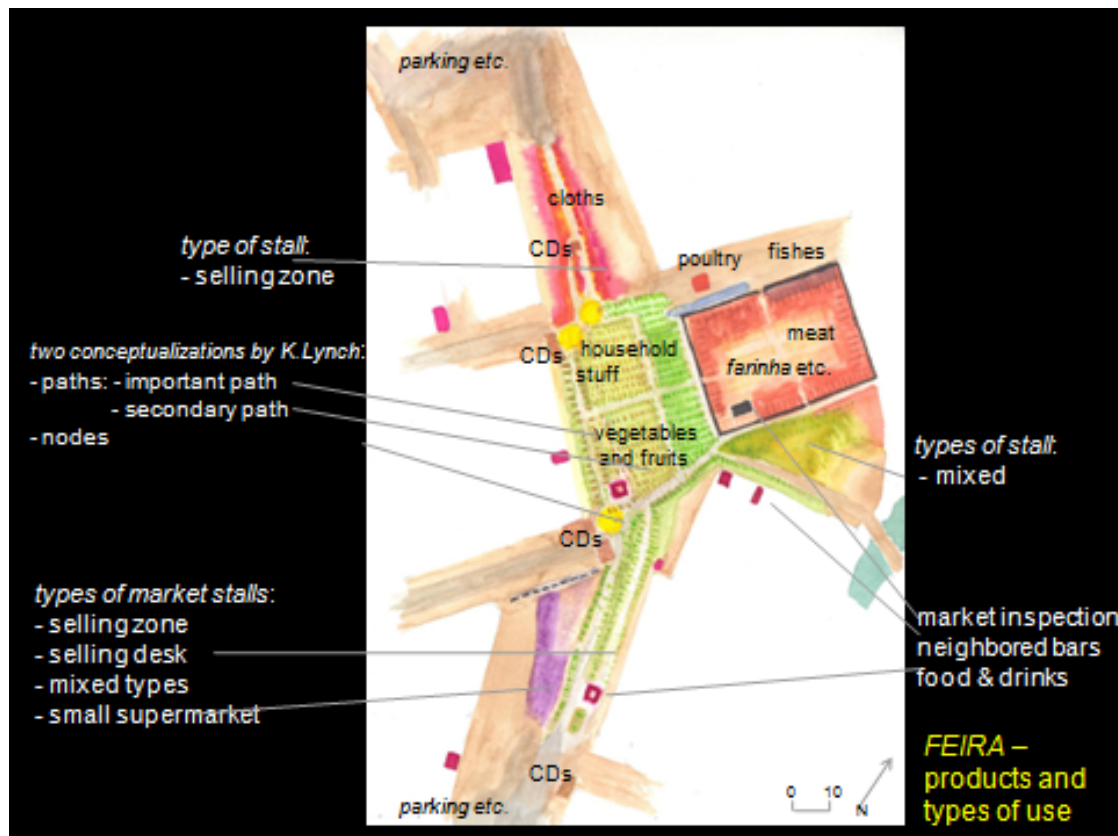 parking etc.
cloths
CDs
type of stall:
- selling zone
poultry
fishes
meat
farinha etc.
two conceptualizations by K.Lynch:
- paths: - important path
- secondary path
- nodes
CDs
household
stuff
vegetables
and fruits
types of stall:
- mixed
CDs
types of market stalls:
- selling zone
- selling desk
- mixed types
- small supermarket
market inspection
neighbored bars
food & drinks
CDs
parking etc.
0 10
N
FEIRA –
products and
types of use